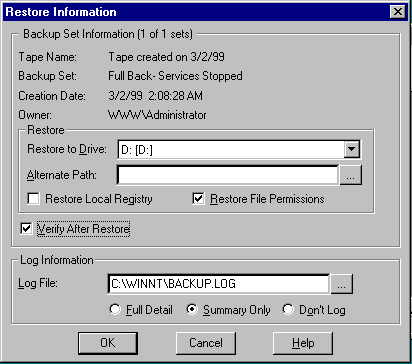 Restore Information
Backup Set Information (1 of 1 sets)
Tape Name: Tape created on 3/2/99
Backup Set: Full Back- Services Stopped
Creation Date: 3/2/99 2:08:28 AM
Owner: WWW\Administrator
Restore
Restore to Drive: D: [D:]
Alternate Path: ...
Restore Local Registry Restore File Permissions
Verify After Restore
Log Information
Log File: C:\WINNT\BACKUP.LOG ...
Full Detail Summary Only Don't Log
OK Cancel Help